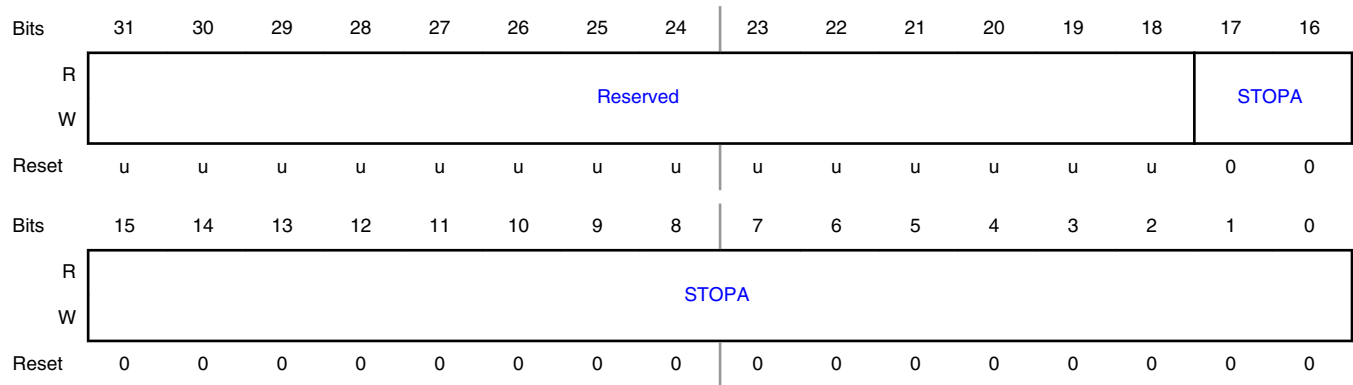 Bits 31 30 29 28 27 26 25 24 23 22 21 20 19 18 17 16
R
Reserved STOPA
W
Reset u u u u u u u u u u u u u u 0 0
Bits 15 14 13 12 11 10 9 8 7 6 5 4 3 2 1 0
R
STOPA
W
Reset 0 0 0 0 0 0 0 0 0 0 0 0 0 0 0 0